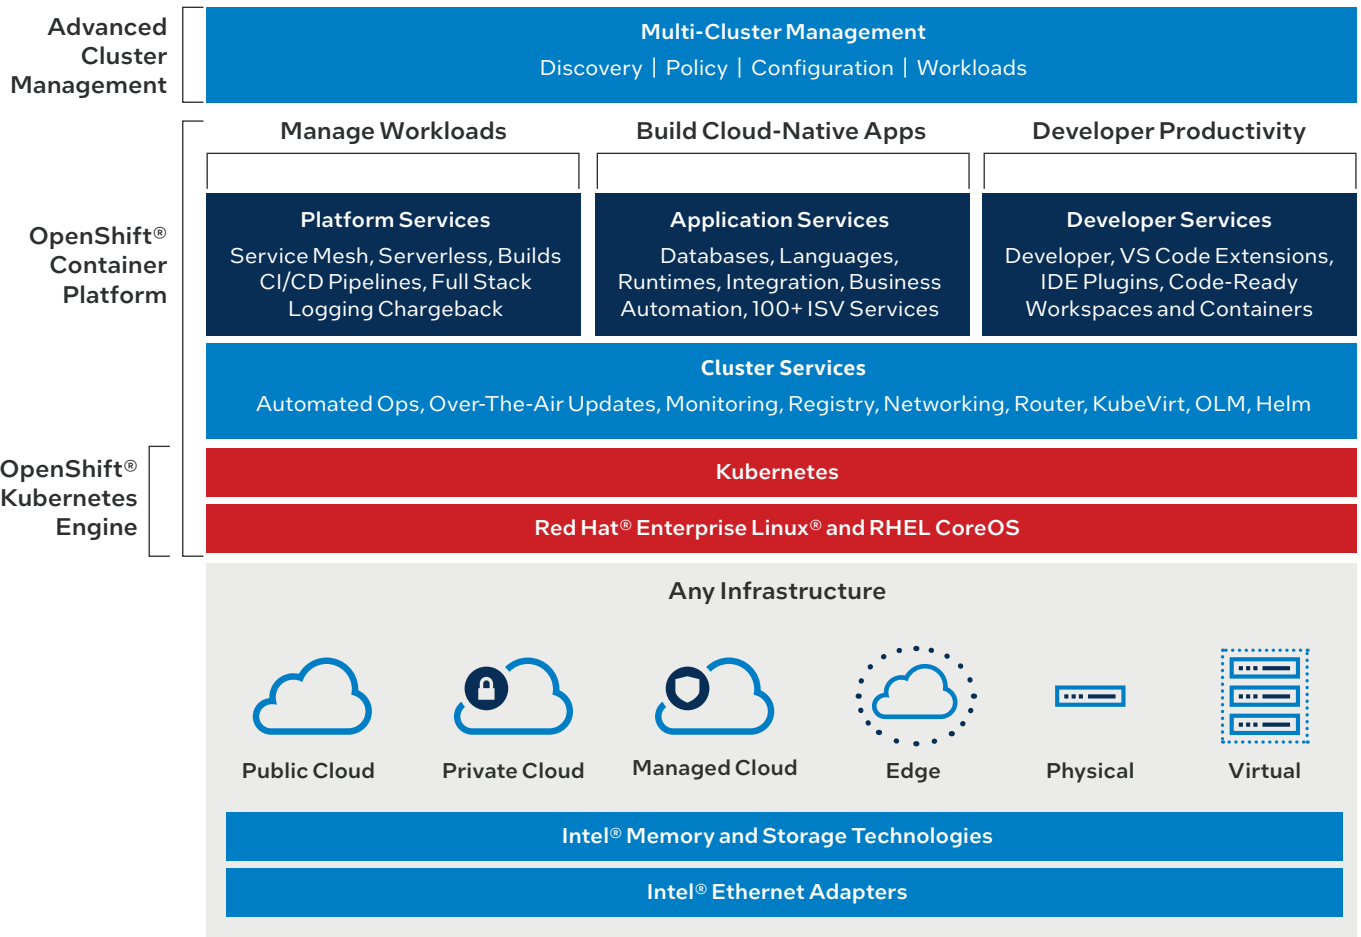 Advanced
Cluster
Management
Multi-Cluster Management
Discovery | Policy | Configuration | Workloads
Manage Workloads
Build Cloud-Native Apps
Developer Productivity
OpenShift®
Container
Platform
Platform Services
Service Mesh, Serverless, Builds
CI/CD Pipelines, Full Stack
Logging Chargeback
Application Services
Databases, Languages,
Runtimes, Integration, Business
Automation, 100+ ISV Services
Developer Services
Developer, VS Code Extensions,
IDE Plugins, Code-Ready
Workspaces and Containers
Cluster Services
Automated Ops, Over-The-Air Updates, Monitoring, Registry, Networking, Router, KubeVirt, OLM, Helm
OpenShift®
Kubernetes
Engine
Kubernetes
Red Hat® Enterprise Linux® and RHEL CoreOS
Any Infrastructure
Public Cloud
Private Cloud
Managed Cloud
Edge
Physical
Virtual
Intel® Memory and Storage Technologies
Intel® Ethernet Adapters